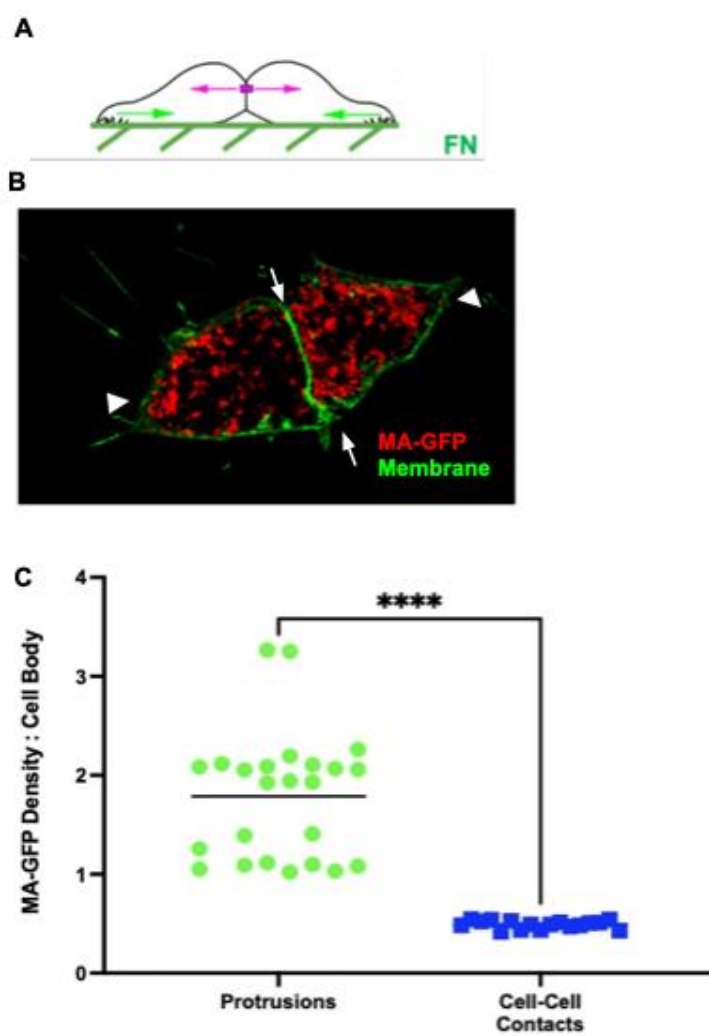 A
FN
B
MA-GFP
Membrane
C
MA-GFP Density : Cell Body
4
3
2
1
0
****
Protrusions
Cell-Cell
Contacts